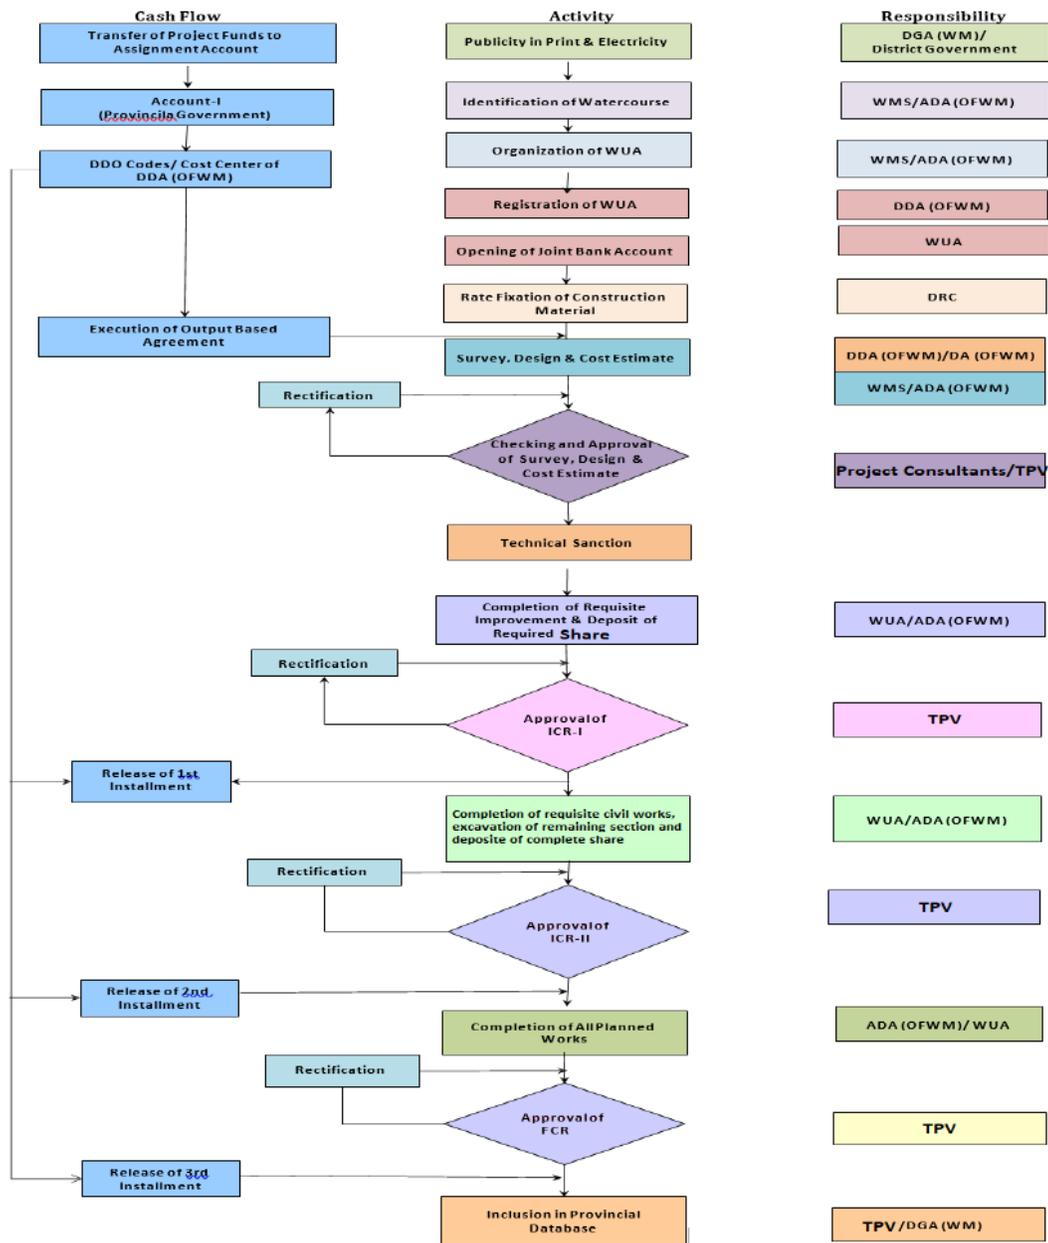 Cash Flow
Activity
Responsibility
Transfer of Project Funds to
Assignment Account
Publicity in Print & Electricity
DGA (WM)/
District Government
Account-I
(Provincila Government)
Identification of Watercourse
WMS/ADA (OFWM)
DDO Codes/ Cost Center of
DDA (OFWM)
Organization of WUA
WMS/ADA (OFWM)
Registration of WUA
DDA (OFWM)
Opening of Joint Bank Account
WUA
Rate Fixation of Construction
Material
DRC
Execution of Output Based
Agreement
Survey, Design & Cost Estimate
DDA (OFWM)/DA (OFWM)
WMS/ADA (OFWM)
Rectification
Checking and Approval
of Survey, Design &
Cost Estimate
Project Consultants/TPV
Technical Sanction
Completion of Requisite
Improvement & Deposit of
Required Share
WUA/ADA (OFWM)
Rectification
Approval of
ICR-I
TPV
Release of 1st
Installment
Completion of requisite civil works,
excavation of remaining section and
deposite of complete share
WUA/ADA (OFWM)
Rectification
Approval of
ICR-II
TPV
Release of 2nd
Installment
Completion of All Planned
Works
ADA (OFWM)/ WUA
Rectification
Approval of
FCR
TPV
Release of 3rd
Installment
Inclusion in Provincial
Database
TPV/DGA (WM)